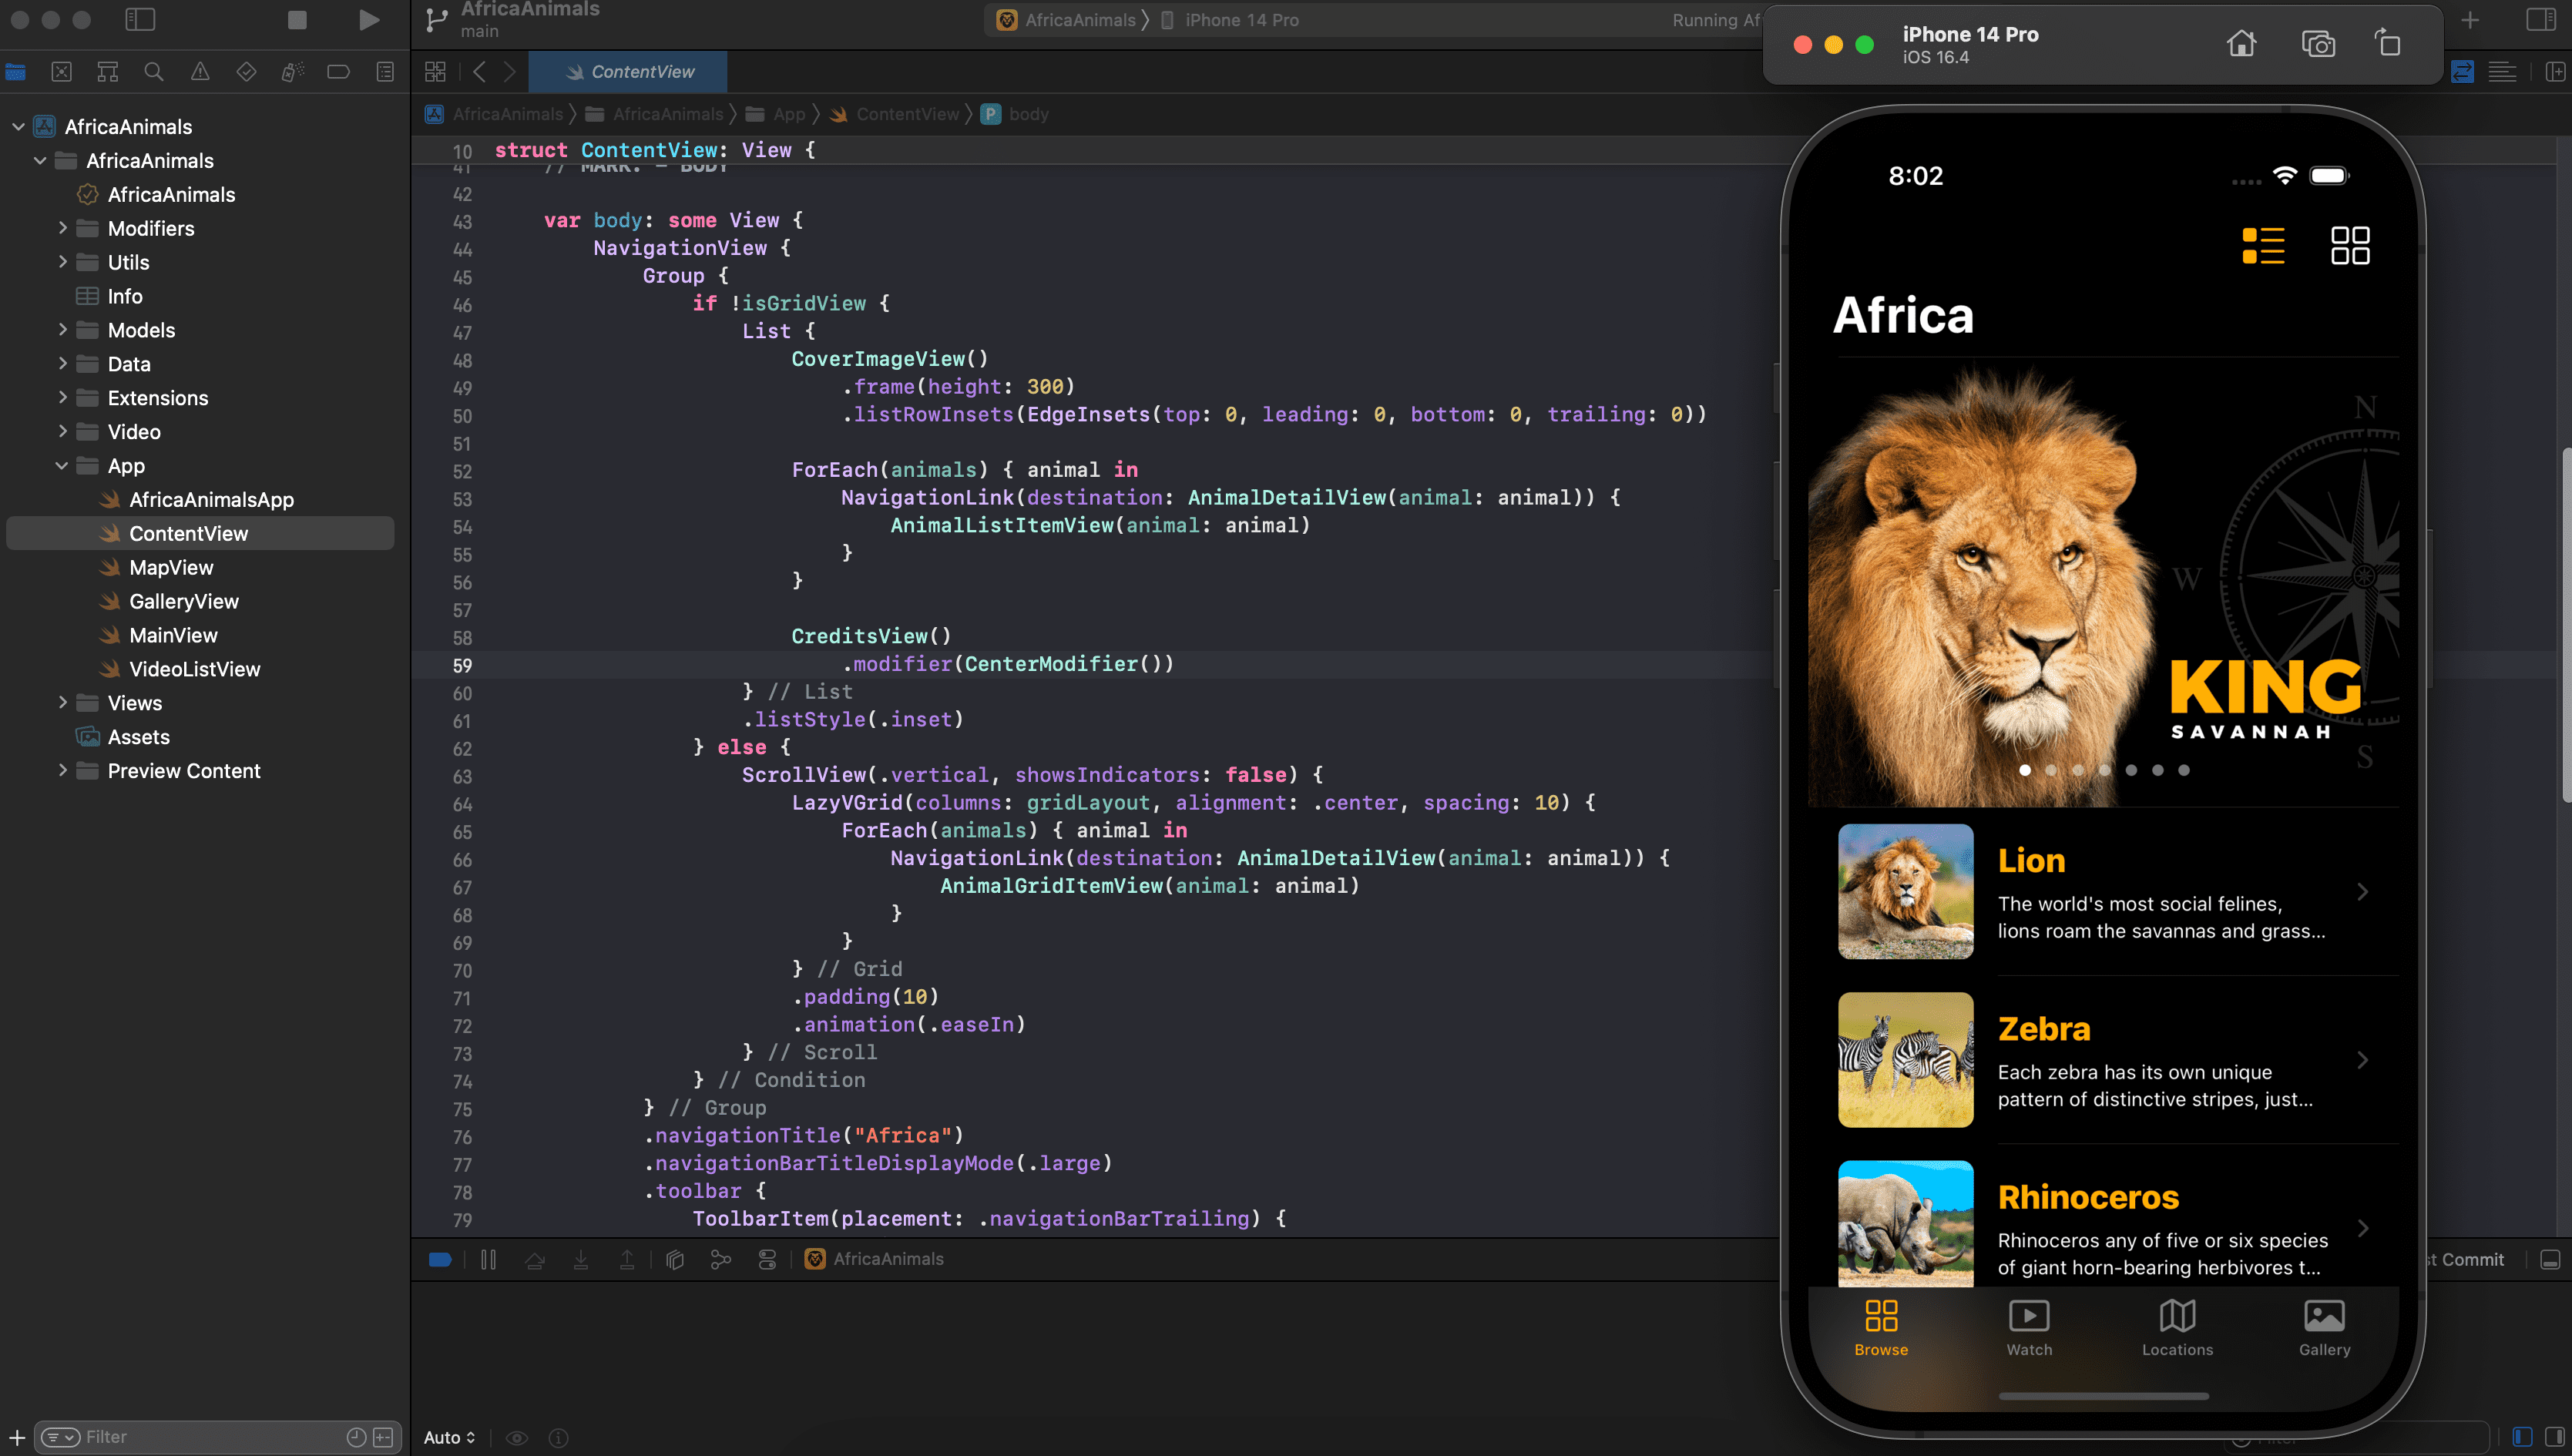 AfricaAnimals
main
AfricaAnimals
iPhone 14 Pro
Running Af
ContentView
AfricaAnimals
AfricaAnimals
App
ContentView
P
body
AfricaAnimals
AfricaAnimals
AfricaAnimals
Modifiers
Utils
Info
Models
Data
Extensions
Video
App
AfricaAnimalsApp
ContentView
MapView
GalleryView
MainView
VideoListView
Views
Assets
Preview Content
Filter
10 struct ContentView: View {
41 // MARK: - BODY
42
43 var body: some View {
44 NavigationView {
45 Group {
46 if !isGridView {
47 List {
48 CoverImageView()
49 .frame(height: 300)
50 .listRowInsets(EdgeInsets(top: 0, leading: 0, bottom: 0, trailing: 0))
51
52 ForEach(animals) { animal in
53 NavigationLink(destination: AnimalDetailView(animal: animal)) {
54 AnimalListItemView(animal: animal)
55 }
56 }
57
58 CreditsView()
59 .modifier(CenterModifier())
60 } // List
61 .listStyle(.inset)
62 } else {
63 ScrollView(.vertical, showsIndicators: false) {
64 LazyVGrid(columns: gridLayout, alignment: .center, spacing: 10) {
65 ForEach(animals) { animal in
66 NavigationLink(destination: AnimalDetailView(animal: animal)) {
67 AnimalGridItemView(animal: animal)
68 }
69 }
70 } // Grid
71 .padding(10)
72 .animation(.easeIn)
73 } // Scroll
74 } // Condition
75 } // Group
76 .navigationTitle("Africa")
77 .navigationBarTitleDisplayMode(.large)
78 .toolbar {
79 ToolbarItem(placement: .navigationBarTrailing) {
AfricaAnimals
t Commit
Auto
iPhone 14 Pro
iOS 16.4
8:02
Africa
N
W
S
KING
SAVANNAH
Lion
The world's most social felines,
lions roam the savannas and grass...
Zebra
Each zebra has its own unique
pattern of distinctive stripes, just...
Rhinoceros
Rhinoceros any of five or six species
of giant horn-bearing herbivores t...
Browse
Watch
Locations
Gallery